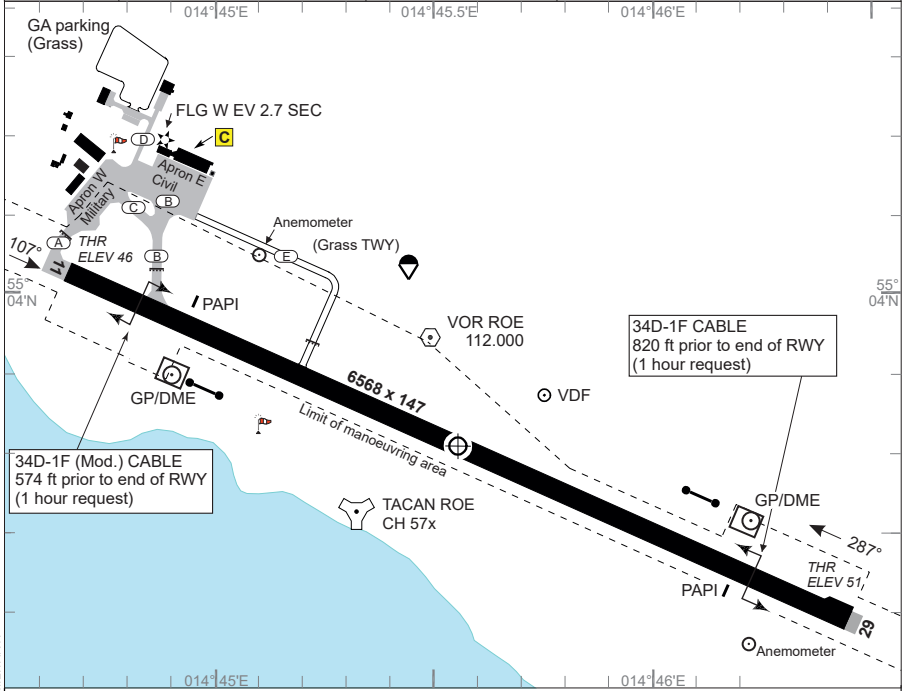 014°45'E
014°45.5'E
014°46'E
GA parking
(Grass)
FLG W EV 2.7 SEC
C
D
Apron E
Civil
Apron W
Military
C
B
A
B
THR
ELEV 46
107°
11
Anemometer
E
(Grass TWY)
55°
04'N
55°
04'N
PAPI
VOR ROE
112.000
34D-1F CABLE
820 ft prior to end of RWY
(1 hour request)
GP/DME
6568 x 147
VDF
Limit of manoeuvring area
34D-1F (Mod.) CABLE
574 ft prior to end of RWY
(1 hour request)
TACAN ROE
CH 57x
GP/DME
287°
THR
ELEV 51
PAPI
29
Anemometer
014°45'E
014°46'E